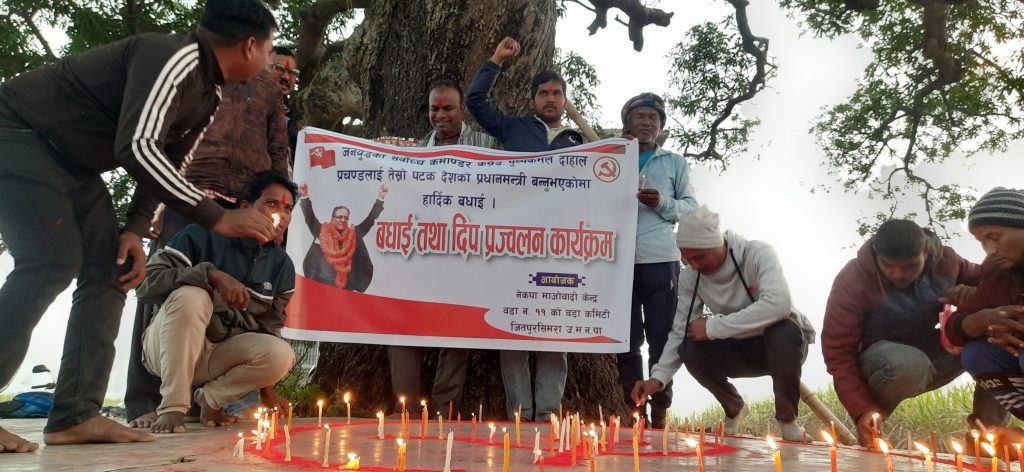 जनयुद्धका सर्वोच्च कमाण्डर कमरेड पुष्पकमल दाहाल
प्रचण्डलाई तेस्रो पटक देशको प्रधानमन्त्री बन्नुभएकोमा
हार्दिक बधाई ।
बधाई तथा दिप प्रज्वलन कार्यक्रम
आयोजक
नेकपा माओवादी केन्द्र
वडा नं. ११ को वडा कमिटी
जितपुरसिमरा उ.म.न.पा